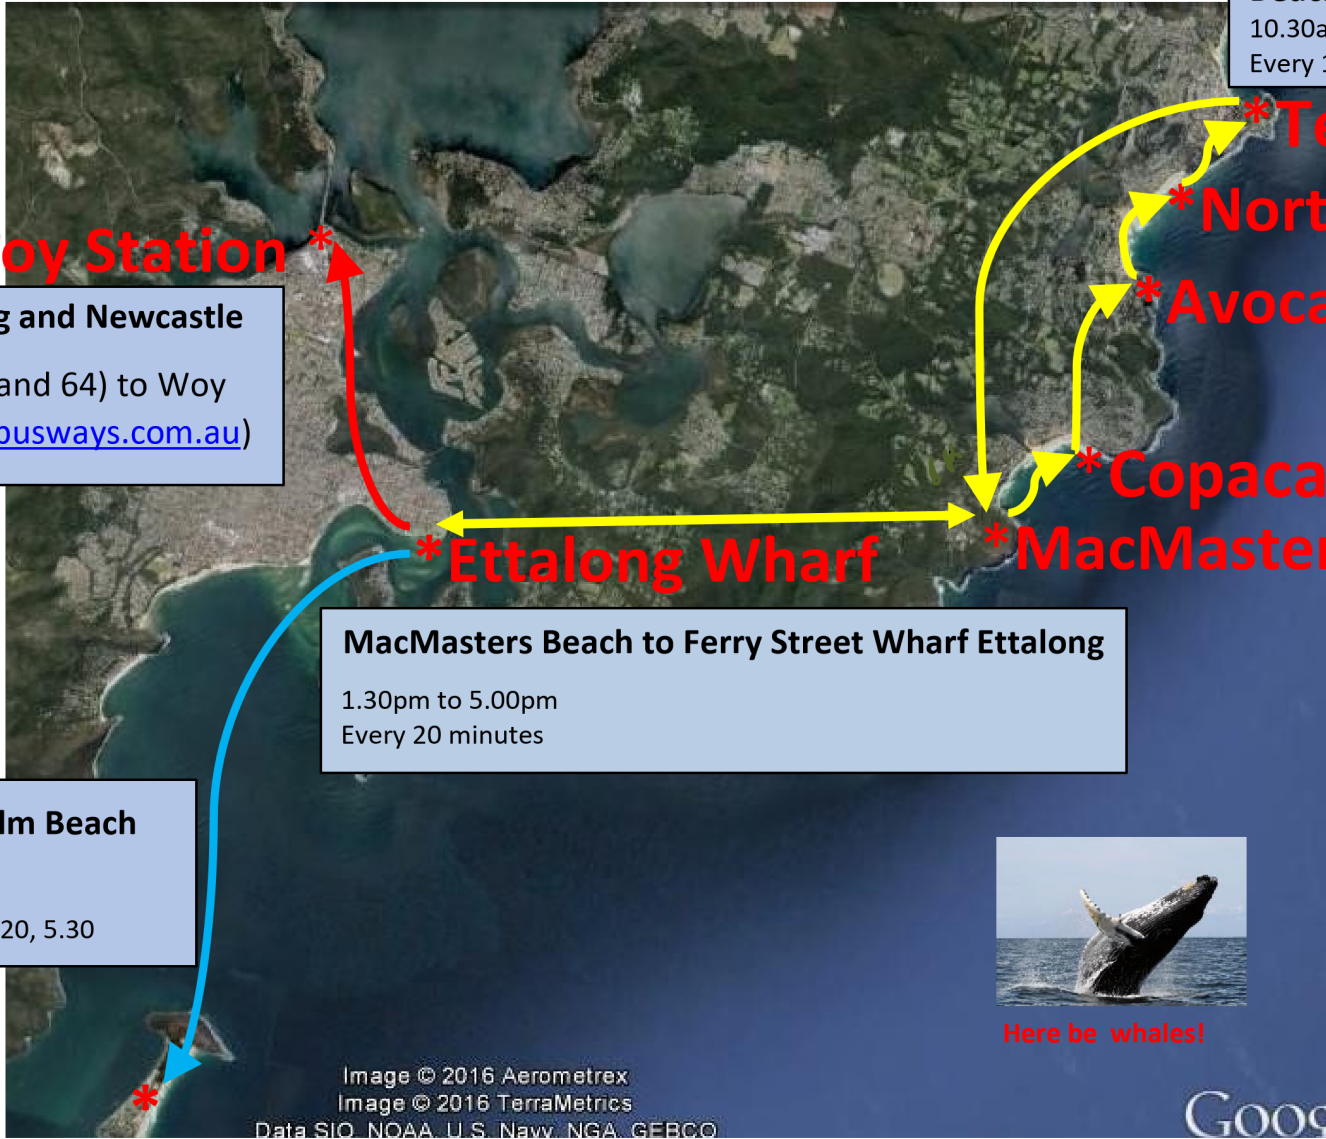 10.30a
Every 1
*Te
*Nort
oy Station *
g and Newcastle
*Avoca
and 64) to Woy
busways.com.au)
*Copaca
*Ettalong Wharf
*MacMaster
MacMasters Beach to Ferry Street Wharf Ettalong
1.30pm to 5.00pm
Every 20 minutes
lm Beach
20, 5.30
Here be whales!
*
Image © 2016 Aerometrex
Image © 2016 TerraMetrics
Data SIO, NOAA, U.S. Navy, NGA, GEBCO
Goog